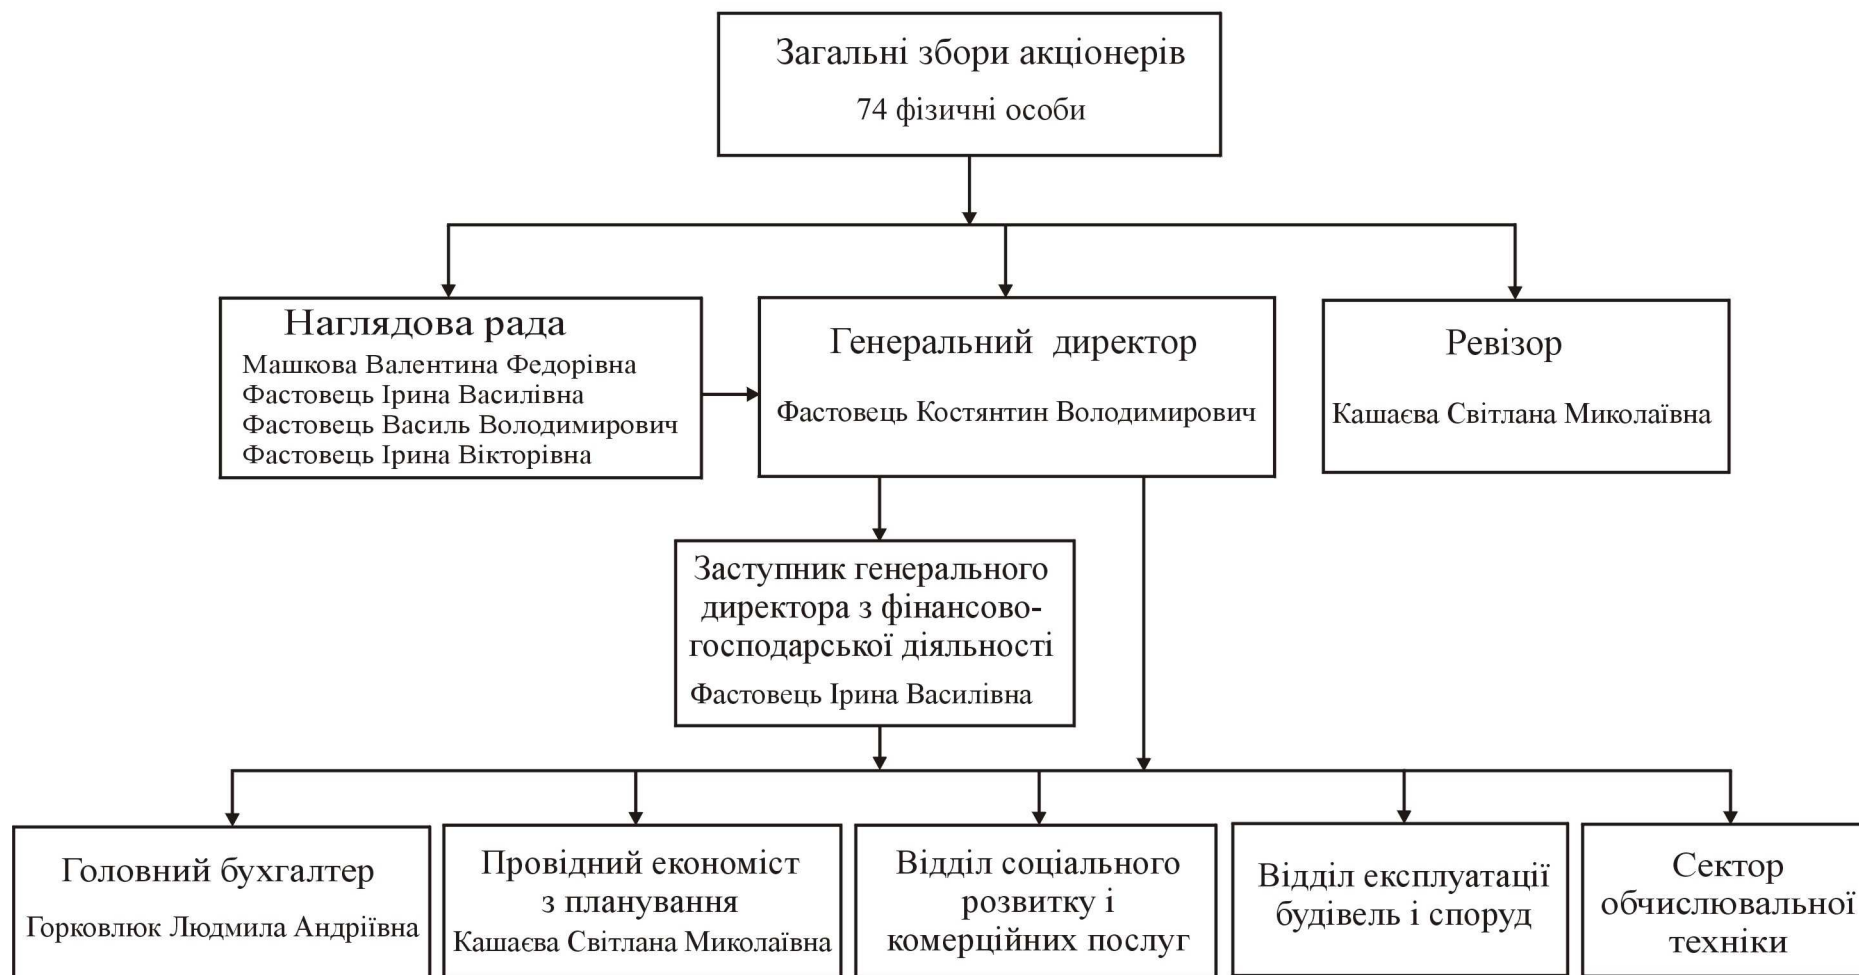 Загальні збори акціонерів
74 фізичні особи
Наглядова рада
Машкова Валентина Федорівна
Фастовець Ірина Василівна
Фастовець Василь Володимирович
Фастовець Ірина Вікторівна
Генеральний директор
Фастовець Костянтин Володимирович
Ревізор
Кашаєва Світлана Миколаївна
Заступник генерального
директора з фінансово-
господарської діяльності
Фастовець Ірина Василівна
Головний бухгалтер
Горковлюк Людмила Андріївна
Провідний економіст
з планування
Кашаєва Світлана Миколаївна
Відділ соціального
розвитку і
комерційних послуг
Відділ експлуатації
будівель і споруд
Сектор
обчислювальної
техніки